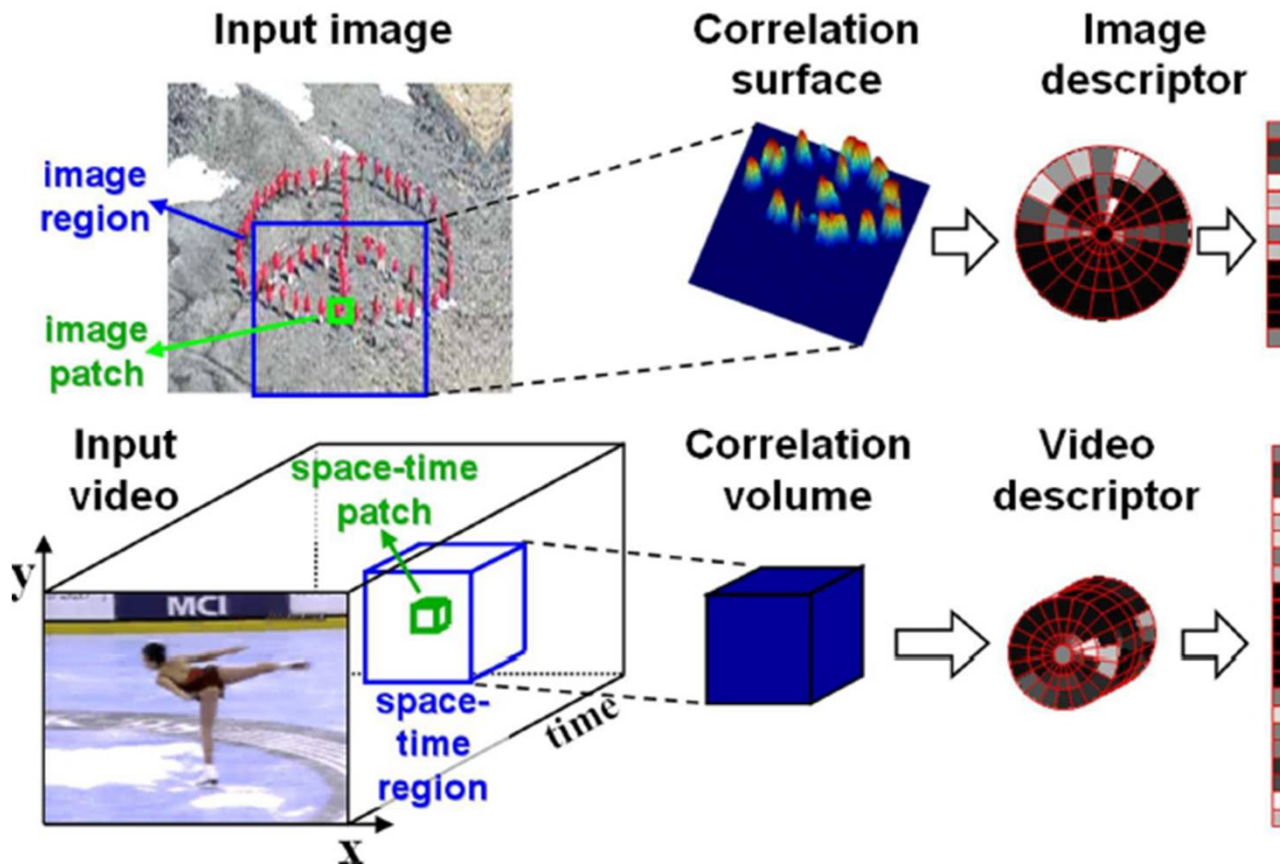 Input image
Correlation
surface
Image
descriptor
image
region
image
patch
Input
video
space-time
patch
Correlation
volume
Video
descriptor
y
MCI
space-
time
region
time
x